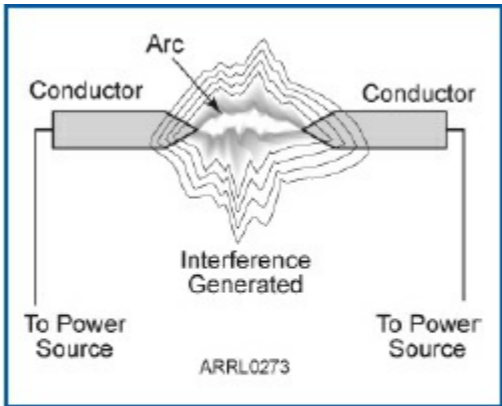 Arc
Conductor
Conductor
Interference
Generated
To Power
Source
To Power
Source
ARRL0273